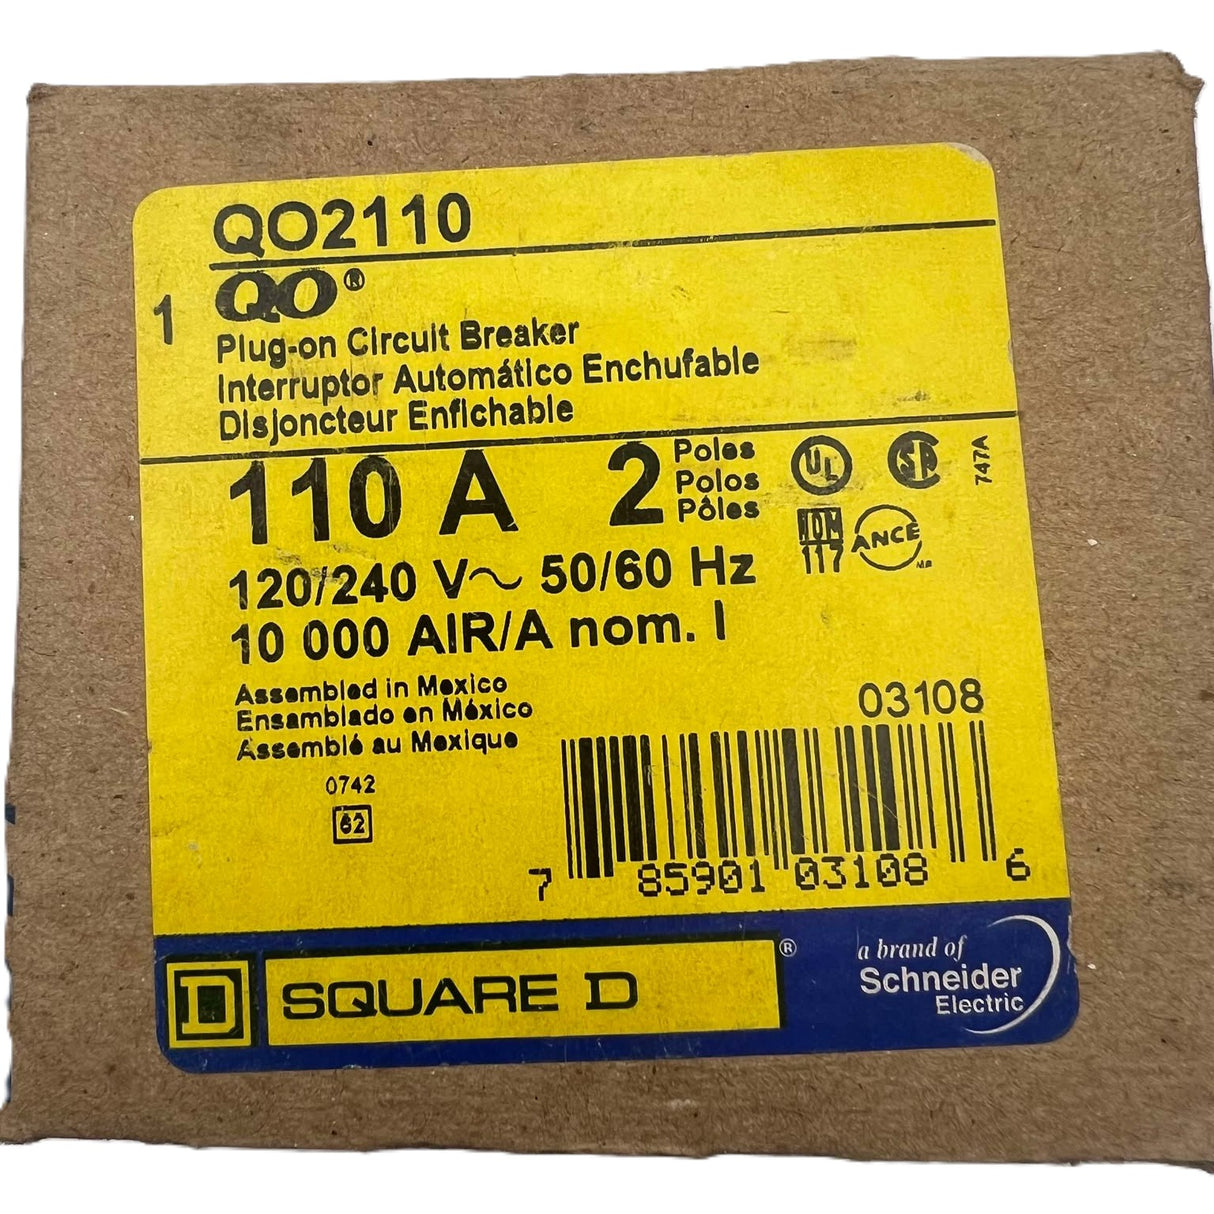 QO2110
1
QO®
Plug-on Circuit Breaker
Interruptor Automático Enchufable
Disjoncteur Enfichable
110 A 2 Poles
Polos
Pôles
UL
SA
747A
NOM
117
ANCE
120/240 V~ 50/60 Hz
10 000 AIR/A nom. I
Assembled in Mexico
Ensamblado en México
Assemblé au Mexique
0742
62
03108
7 85901 03108 6
D SQUARE D ®
a brand of
Schneider
Electric